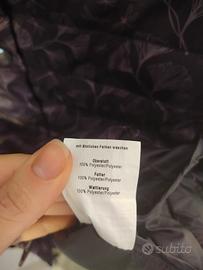 mit ähnlichen Farben waschen
Oberstoff
100% Polyester/Polyester
Futter
100% Polyester/Polyester
Wattierung
100% Polyester/Polyester
subito